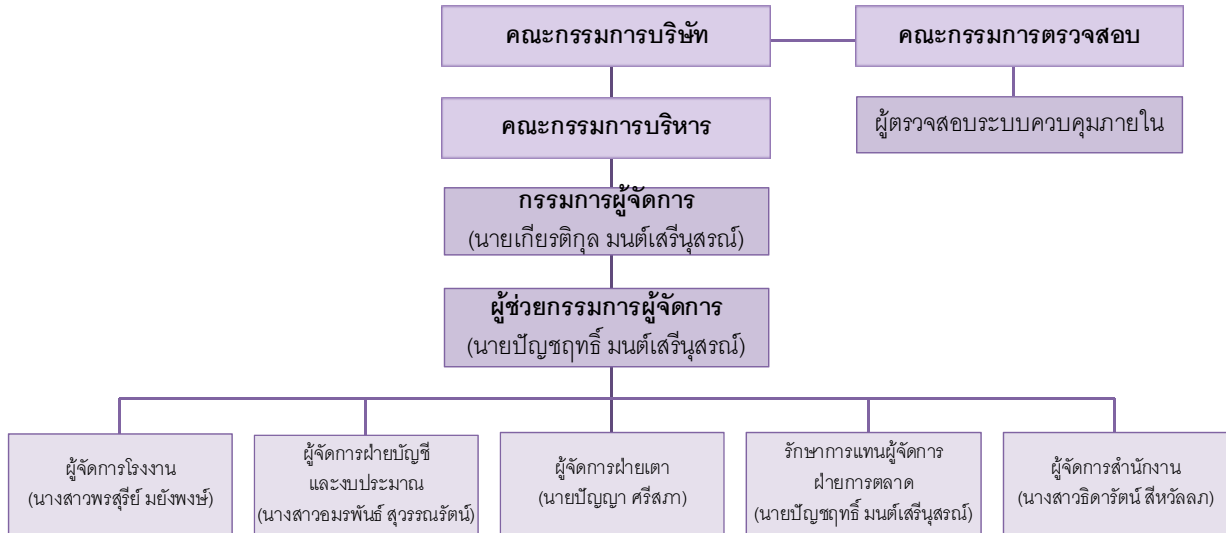 คณะกรรมการบริษัท
คณะกรรมการตรวจสอบ
คณะกรรมการบริหาร
ผู้ตรวจสอบระบบควบคุมภายใน
กรรมการผู้จัดการ
(นายเกียรติกุล มนต์เสรีนุสรณ์)
ผู้ช่วยกรรมการผู้จัดการ
(นายปัญชฤทธิ์ มนต์เสรีนุสรณ์)
ผู้จัดการโรงงาน
(นางสาวพรสุรีย์ มยังพงษ์)
ผู้จัดการฝ่ายบัญชี
และงบประมาณ
(นางสาวอมรพันธ์ สุวรรณรัตน์)
ผู้จัดการฝ่ายเตา
(นายปัญญา ศรีสภา)
รักษาการแทนผู้จัดการ
ฝ่ายการตลาด
(นายปัญชฤทธิ์ มนต์เสรีนุสรณ์)
ผู้จัดการสำนักงาน
(นางสาวธิดารัตน์ สีหวัลลภ)